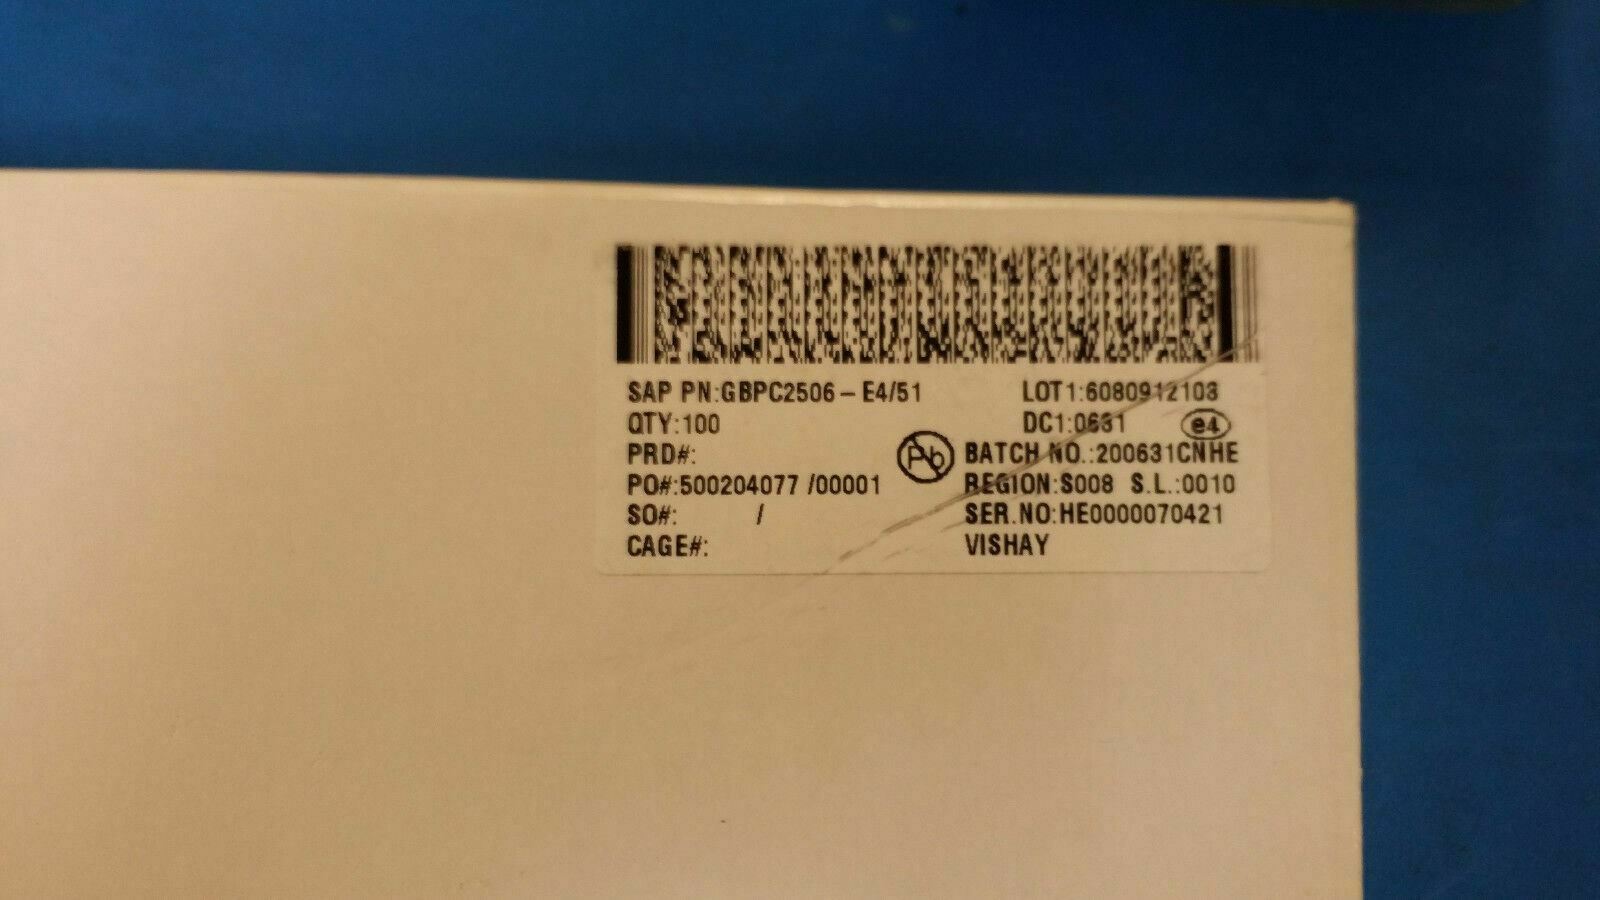 SAP PN:GBPC2506-E4/51 LOT1:6080912103
QTY:100 DC1:0631 e4
PRD#: Pb BATCH NO.:200631CNHE
PO#:500204077 /00001 REGION:S008 S.L.:0010
SO#: / SER.NO:HE0000070421
CAGE#: VISHAY